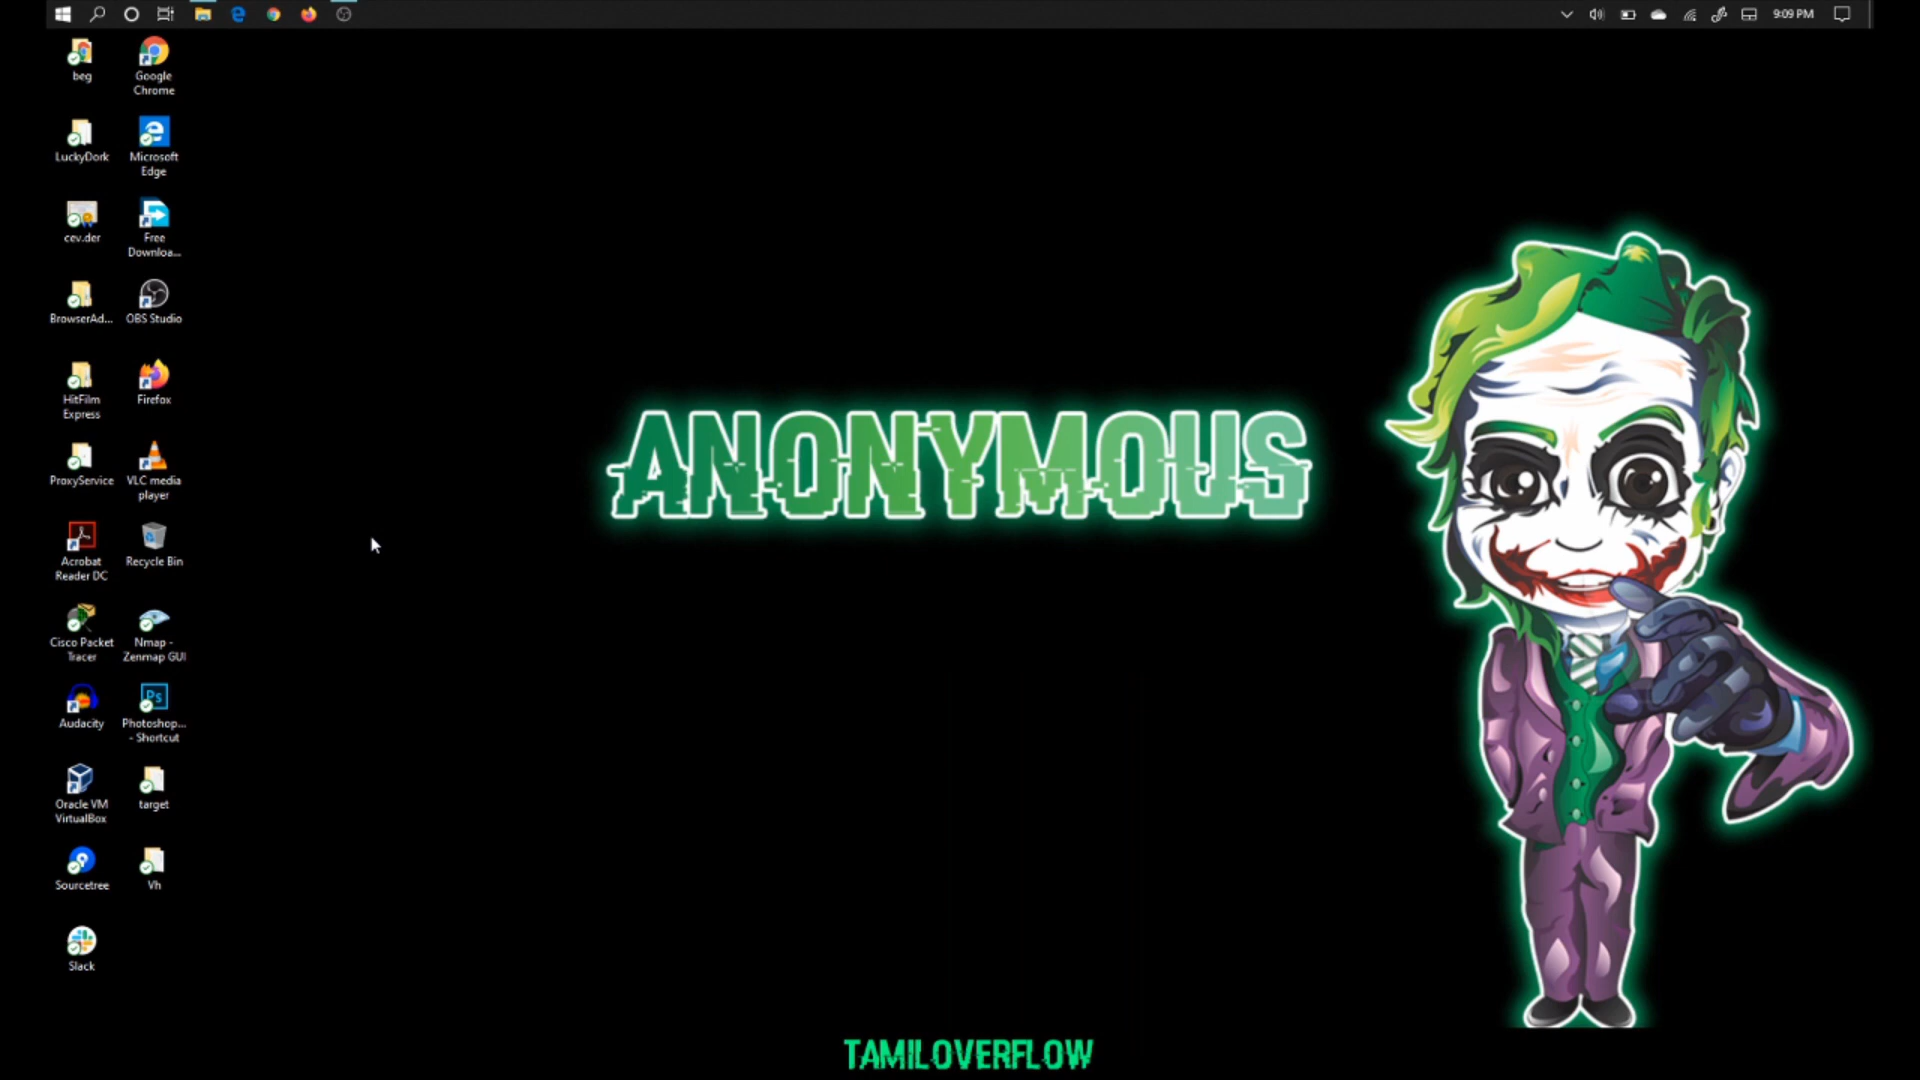 9:09 PM
beg
Google
Chrome
LuckyDork
Microsoft
Edge
cev.der
Free
Downloa...
BrowserAd...
OBS Studio
HitFilm
Express
Firefox
ProxyService
VLC media
player
Acrobat
Reader DC
Recycle Bin
Cisco Packet
Tracer
Nmap -
Zenmap GUI
Audacity
Ps
Photoshop...
- Shortcut
Oracle VM
VirtualBox
target
Sourcetree
Vh
Slack
ANONYMOUS
TAMILOVERFLOW